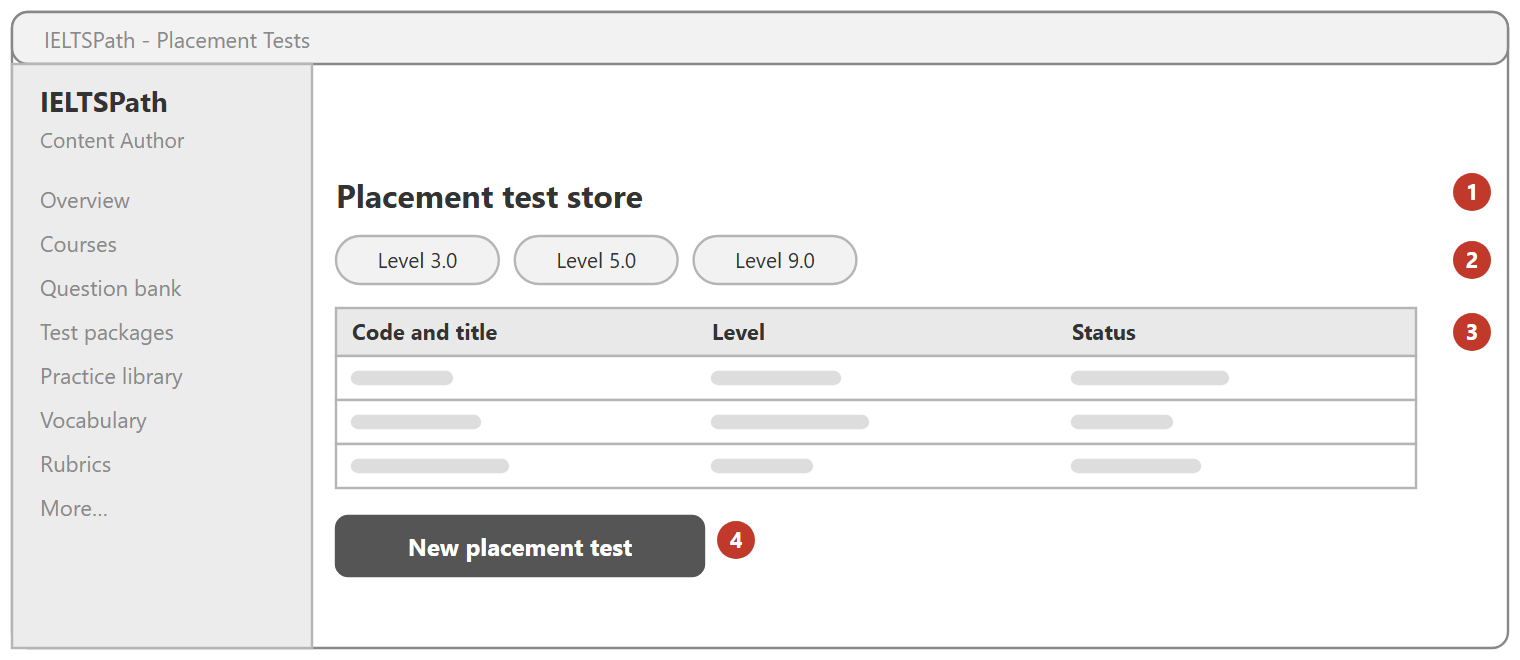 IELTSPath - Placement Tests
IELTSPath
Content Author
Overview
Courses
Question bank
Test packages
Practice library
Vocabulary
Rubrics
More...
Placement test store
1
Level 3.0 Level 5.0 Level 9.0
2
Code and title Level Status
3
New placement test
4